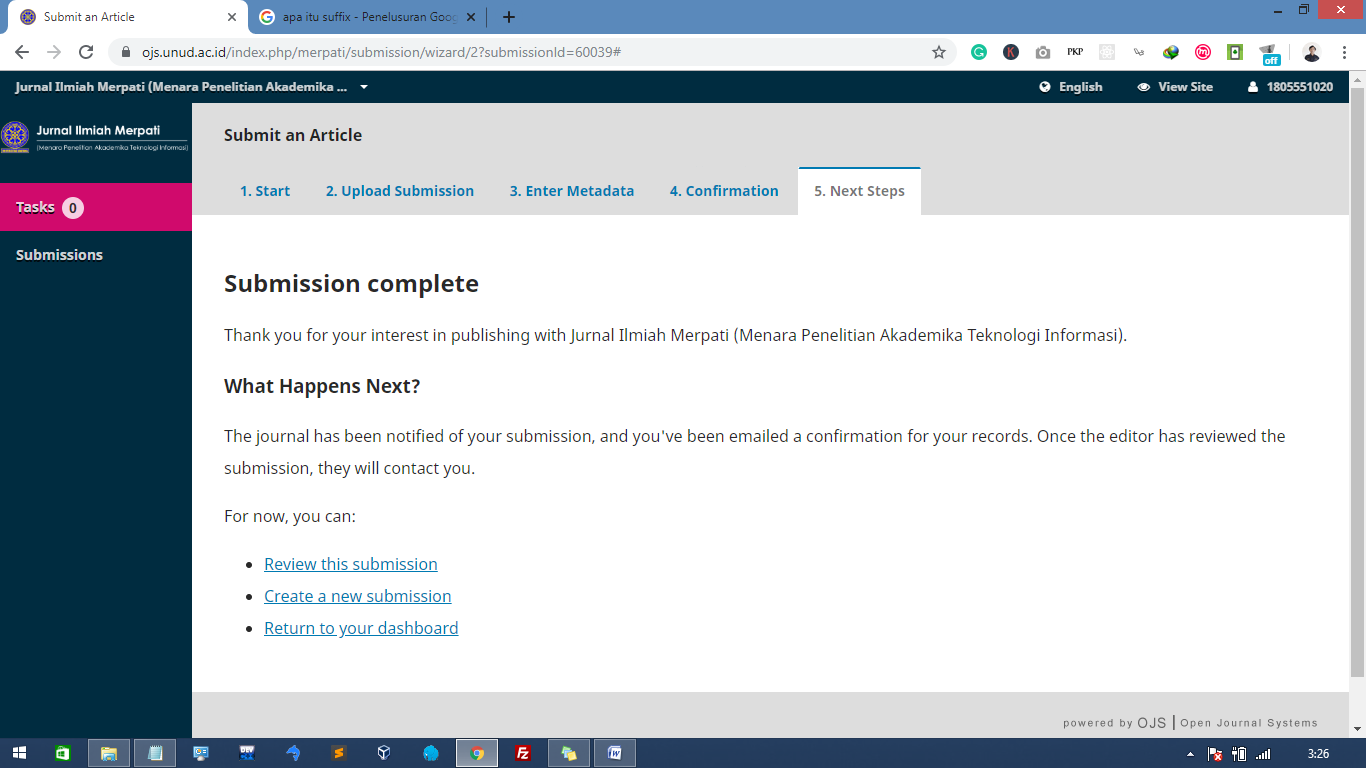 Submit an Article
apa itu suffix - Penelusuran Goog
ojs.unud.ac.id/index.php/merpati/submission/wizard/2?submissionId=60039#
PKP
off
Jurnal Ilmiah Merpati (Menara Penelitian Akademika ...
English
View Site
1805551020
Jurnal Ilmiah Merpati
(Menara Penelitian Akademika Teknologi Informasi)
Submit an Article
1. Start
2. Upload Submission
3. Enter Metadata
4. Confirmation
5. Next Steps
Tasks 0
Submissions
Submission complete
Thank you for your interest in publishing with Jurnal Ilmiah Merpati (Menara Penelitian Akademika Teknologi Informasi).
What Happens Next?
The journal has been notified of your submission, and you've been emailed a confirmation for your records. Once the editor has reviewed the
submission, they will contact you.
For now, you can:
Review this submission
Create a new submission
Return to your dashboard
powered by OJS | Open Journal Systems
3:26